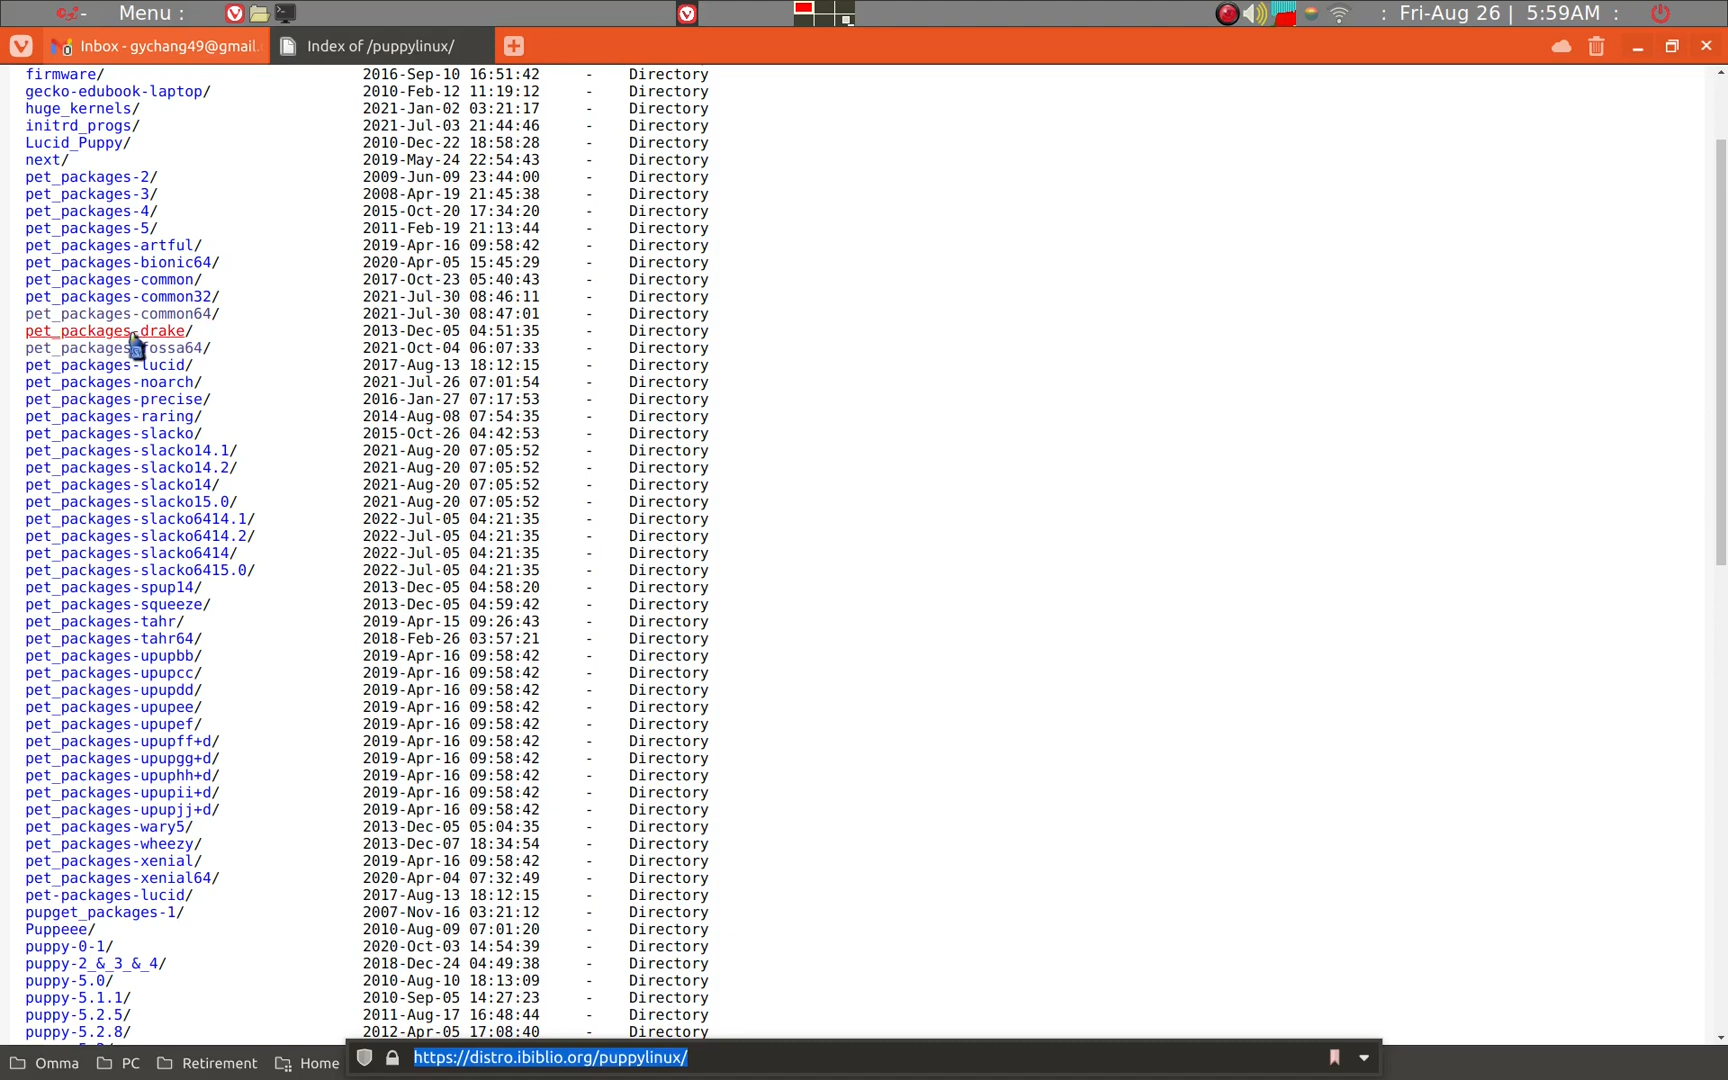 Menu :
: Fri-Aug 26 | 5:59AM :
Inbox - gychang49@gmail.
Index of /puppylinux/
firmware/ 2016-Sep-10 16:51:42 - Directory
gecko-edubook-laptop/ 2010-Feb-12 11:19:12 - Directory
huge_kernels/ 2021-Jan-02 03:21:17 - Directory
initrd_progs/ 2021-Jul-03 21:44:46 - Directory
Lucid_Puppy/ 2010-Dec-22 18:58:28 - Directory
next/ 2019-May-24 22:54:43 - Directory
pet_packages-2/ 2009-Jun-09 23:44:00 - Directory
pet_packages-3/ 2008-Apr-19 21:45:38 - Directory
pet_packages-4/ 2015-Oct-20 17:34:20 - Directory
pet_packages-5/ 2011-Feb-19 21:13:44 - Directory
pet_packages-artful/ 2019-Apr-16 09:58:42 - Directory
pet_packages-bionic64/ 2020-Apr-05 15:45:29 - Directory
pet_packages-common/ 2017-Oct-23 05:40:43 - Directory
pet_packages-common32/ 2021-Jul-30 08:46:11 - Directory
pet_packages-common64/ 2021-Jul-30 08:47:01 - Directory
pet_packages-drake/ 2013-Dec-05 04:51:35 - Directory
pet_packages-fossa64/ 2021-Oct-04 06:07:33 - Directory
pet_packages-lucid/ 2017-Aug-13 18:12:15 - Directory
pet_packages-noarch/ 2021-Jul-26 07:01:54 - Directory
pet_packages-precise/ 2016-Jan-27 07:17:53 - Directory
pet_packages-raring/ 2014-Aug-08 07:54:35 - Directory
pet_packages-slacko/ 2015-Oct-26 04:42:53 - Directory
pet_packages-slacko14.1/ 2021-Aug-20 07:05:52 - Directory
pet_packages-slacko14.2/ 2021-Aug-20 07:05:52 - Directory
pet_packages-slacko14/ 2021-Aug-20 07:05:52 - Directory
pet_packages-slacko15.0/ 2021-Aug-20 07:05:52 - Directory
pet_packages-slacko6414.1/ 2022-Jul-05 04:21:35 - Directory
pet_packages-slacko6414.2/ 2022-Jul-05 04:21:35 - Directory
pet_packages-slacko6414/ 2022-Jul-05 04:21:35 - Directory
pet_packages-slacko6415.0/ 2022-Jul-05 04:21:35 - Directory
pet_packages-spup14/ 2013-Dec-05 04:58:20 - Directory
pet_packages-squeeze/ 2013-Dec-05 04:59:42 - Directory
pet_packages-tahr/ 2019-Apr-15 09:26:43 - Directory
pet_packages-tahr64/ 2018-Feb-26 03:57:21 - Directory
pet_packages-upupbb/ 2019-Apr-16 09:58:42 - Directory
pet_packages-upupcc/ 2019-Apr-16 09:58:42 - Directory
pet_packages-upupdd/ 2019-Apr-16 09:58:42 - Directory
pet_packages-upupee/ 2019-Apr-16 09:58:42 - Directory
pet_packages-upupef/ 2019-Apr-16 09:58:42 - Directory
pet_packages-upupff+d/ 2019-Apr-16 09:58:42 - Directory
pet_packages-upupgg+d/ 2019-Apr-16 09:58:42 - Directory
pet_packages-upuphh+d/ 2019-Apr-16 09:58:42 - Directory
pet_packages-upupii+d/ 2019-Apr-16 09:58:42 - Directory
pet_packages-upupjj+d/ 2019-Apr-16 09:58:42 - Directory
pet_packages-wary5/ 2013-Dec-05 05:04:35 - Directory
pet_packages-wheezy/ 2013-Dec-07 18:34:54 - Directory
pet_packages-xenial/ 2019-Apr-16 09:58:42 - Directory
pet_packages-xenial64/ 2020-Apr-04 07:32:49 - Directory
pet-packages-lucid/ 2017-Aug-13 18:12:15 - Directory
pupget_packages-1/ 2007-Nov-16 03:21:12 - Directory
Puppeee/ 2010-Aug-09 07:01:20 - Directory
puppy-0-1/ 2020-Oct-03 14:54:39 - Directory
puppy-2_&_3_&_4/ 2018-Dec-24 04:49:38 - Directory
puppy-5.0/ 2010-Aug-10 18:13:09 - Directory
puppy-5.1.1/ 2010-Sep-05 14:27:23 - Directory
puppy-5.2.5/ 2011-Aug-17 16:48:44 - Directory
puppy-5.2.8/ 2012-Apr-05 17:08:40 - Directory
Omma PC Retirement Home https://distro.ibiblio.org/puppylinux/